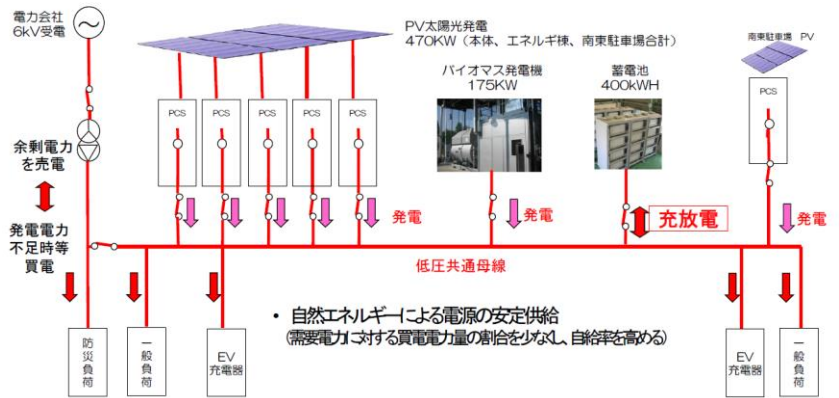 電力会社
6kV受電
PV太陽光発電
470KW（本体、エネルギ棟、南東駐車場合計）
バイオマス発電機
175KW
蓄電池
400kWH
南東駐車場 PV
PCS
PCS
PCS
PCS
PCS
PCS
余剰電力
を売電
発電電力
不足時等
買電
発電
発電
充放電
発電
低圧共通母線
・ 自然エネルギーによる電源の安定供給
(需要電力に対する買電電力量の割合を少なくし、自給率を高める)
防災負荷
一般負荷
EV
充電器
EV
充電器
一般負荷